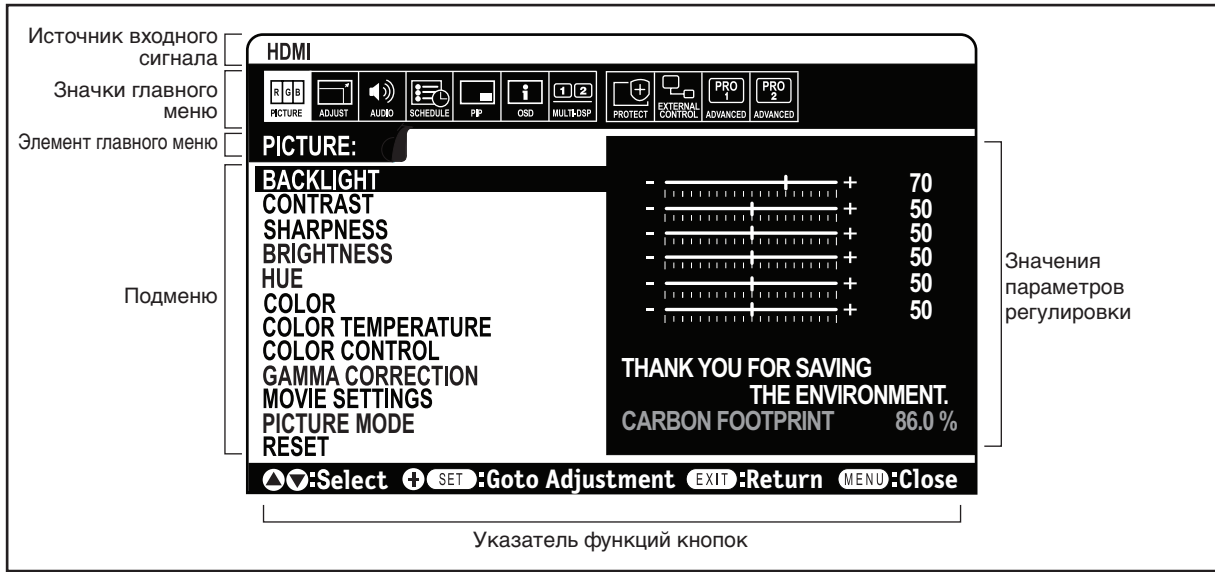 Источник входного
сигнала
HDMI
Значки главного
меню
R G B
PICTURE
ADJUST
AUDIO
SCHEDULE
PIP
OSD
1 2
MULTI-DSP
PROTECT
EXTERNAL
CONTROL
PRO
1
ADVANCED
PRO
2
ADVANCED
Элемент главного меню
PICTURE:
Подменю
BACKLIGHT - + 70
CONTRAST - + 50
SHARPNESS - + 50
BRIGHTNESS - + 50
HUE - + 50
COLOR - + 50
COLOR TEMPERATURE
COLOR CONTROL
GAMMA CORRECTION
MOVIE SETTINGS
PICTURE MODE
RESET
THANK YOU FOR SAVING
THE ENVIRONMENT.
CARBON FOOTPRINT 86.0 %
Значения
параметров
регулировки
:Select SET :Goto Adjustment EXIT :Return MENU :Close
Указатель функций кнопок